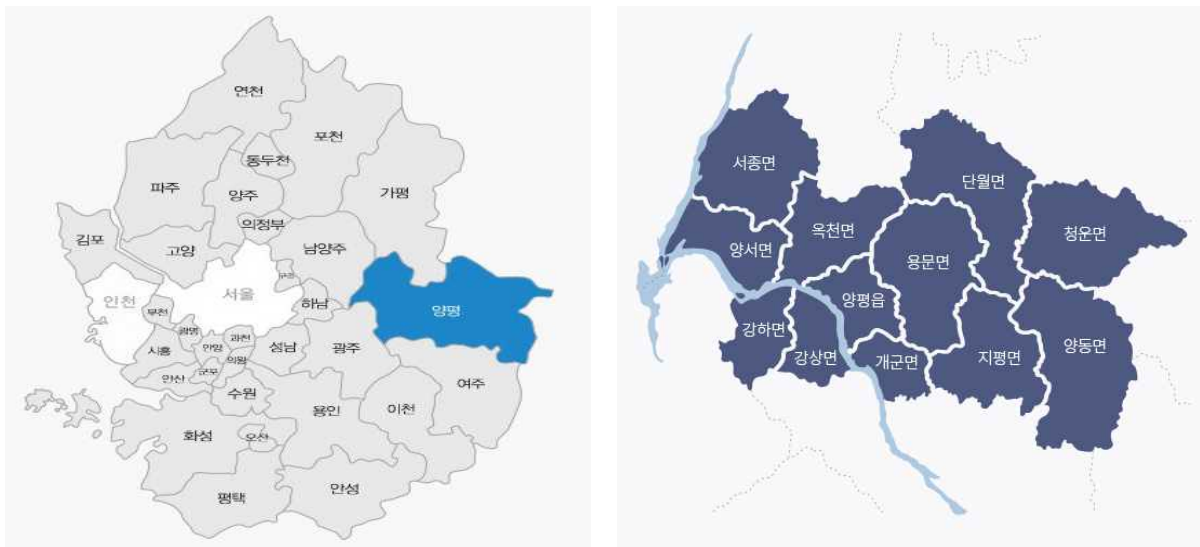 연천
포천
동두천
파주
양주
가평
의정부
김포
고양
남양주
구리
인천
서울
하남
양평
부천
광명
과천
시흥
안양
성남
광주
의왕
안산
군포
수원
여주
용인
이천
화성
오산
평택
안성
서종면
단월면
양서면
옥천면
용문면
청운면
양평읍
강하면
강상면
개군면
지평면
양동면